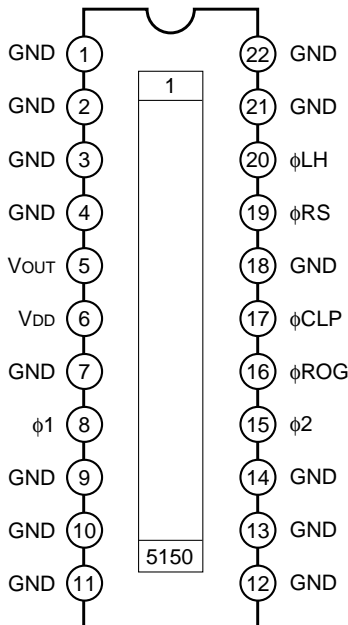 GND 1 22 GND
1
GND 2 21 GND
GND 3 20 ϕLH
GND 4 19 ϕRS
VOUT 5 18 GND
VDD 6 17 ϕCLP
GND 7 16 ϕROG
ϕ1 8 15 ϕ2
GND 9 14 GND
GND 10 13 GND
5150
GND 11 12 GND